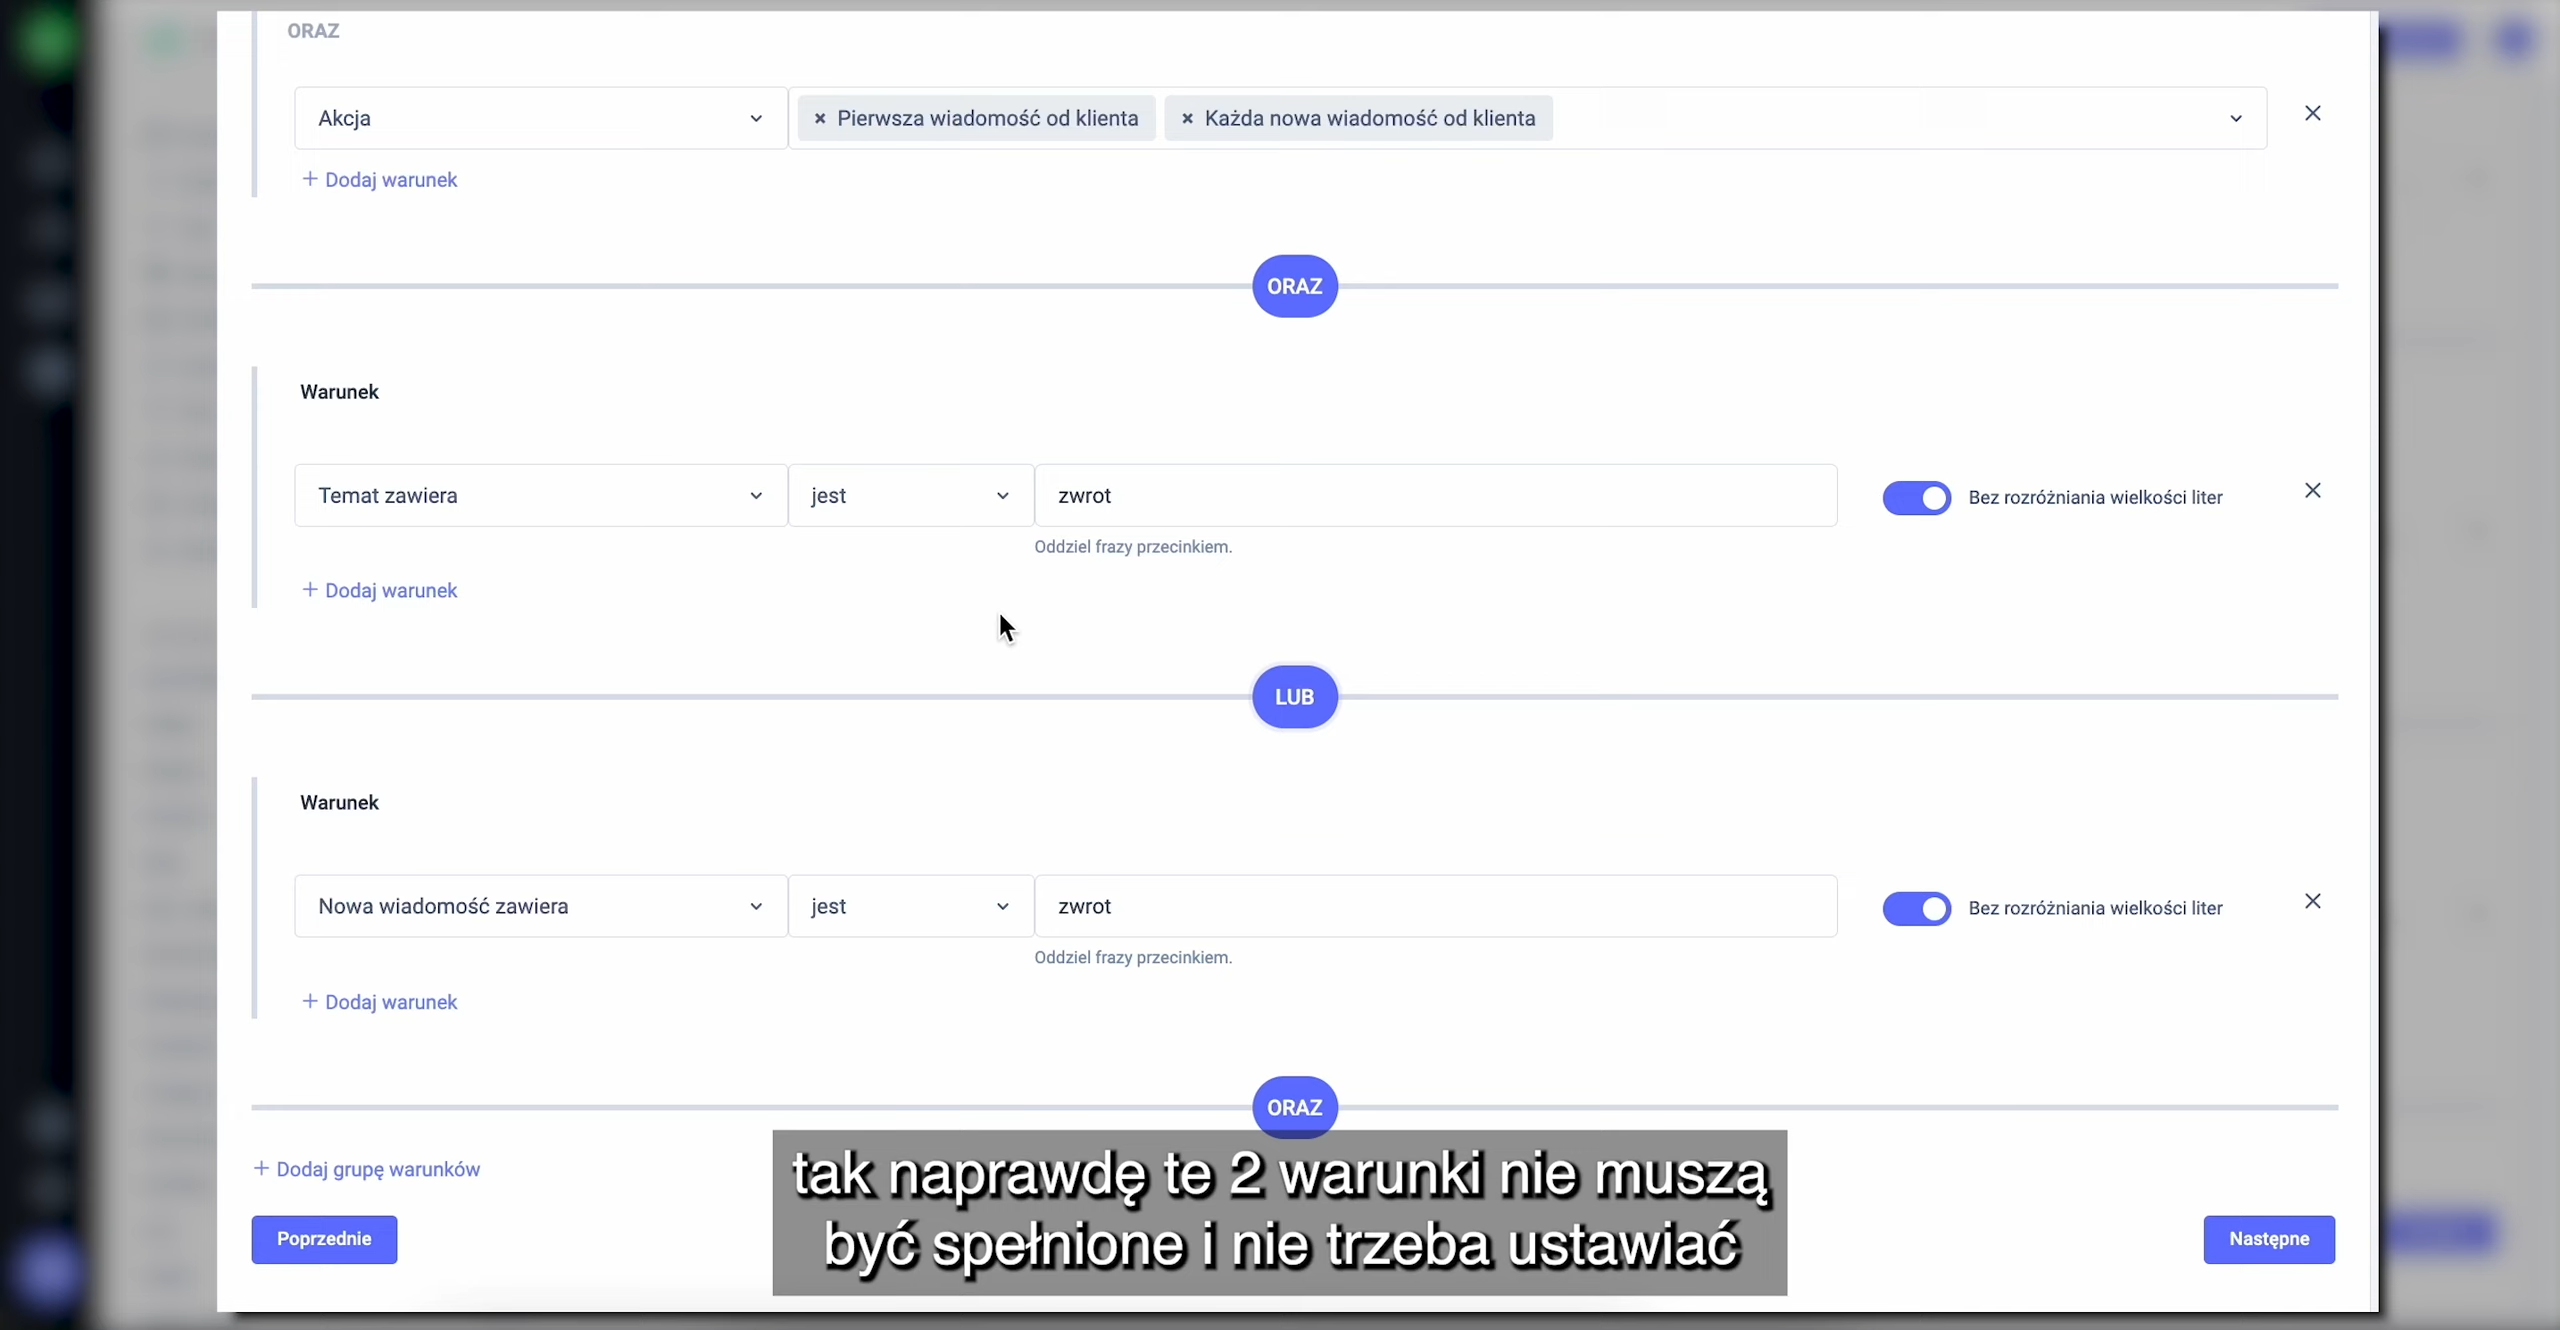 ORAZ
Akcja
× Pierwsza wiadomość od klienta × Każda nowa wiadomość od klienta
+ Dodaj warunek
ORAZ
Warunek
Temat zawiera jest zwrot Bez rozróżniania wielkości liter
Oddziel frazy przecinkiem.
+ Dodaj warunek
LUB
Warunek
Nowa wiadomość zawiera jest zwrot Bez rozróżniania wielkości liter
Oddziel frazy przecinkiem.
+ Dodaj warunek
ORAZ
+ Dodaj grupę warunków
tak naprawdę te 2 warunki nie muszą
być spełnione i nie trzeba ustawiać
Poprzednie
Następne